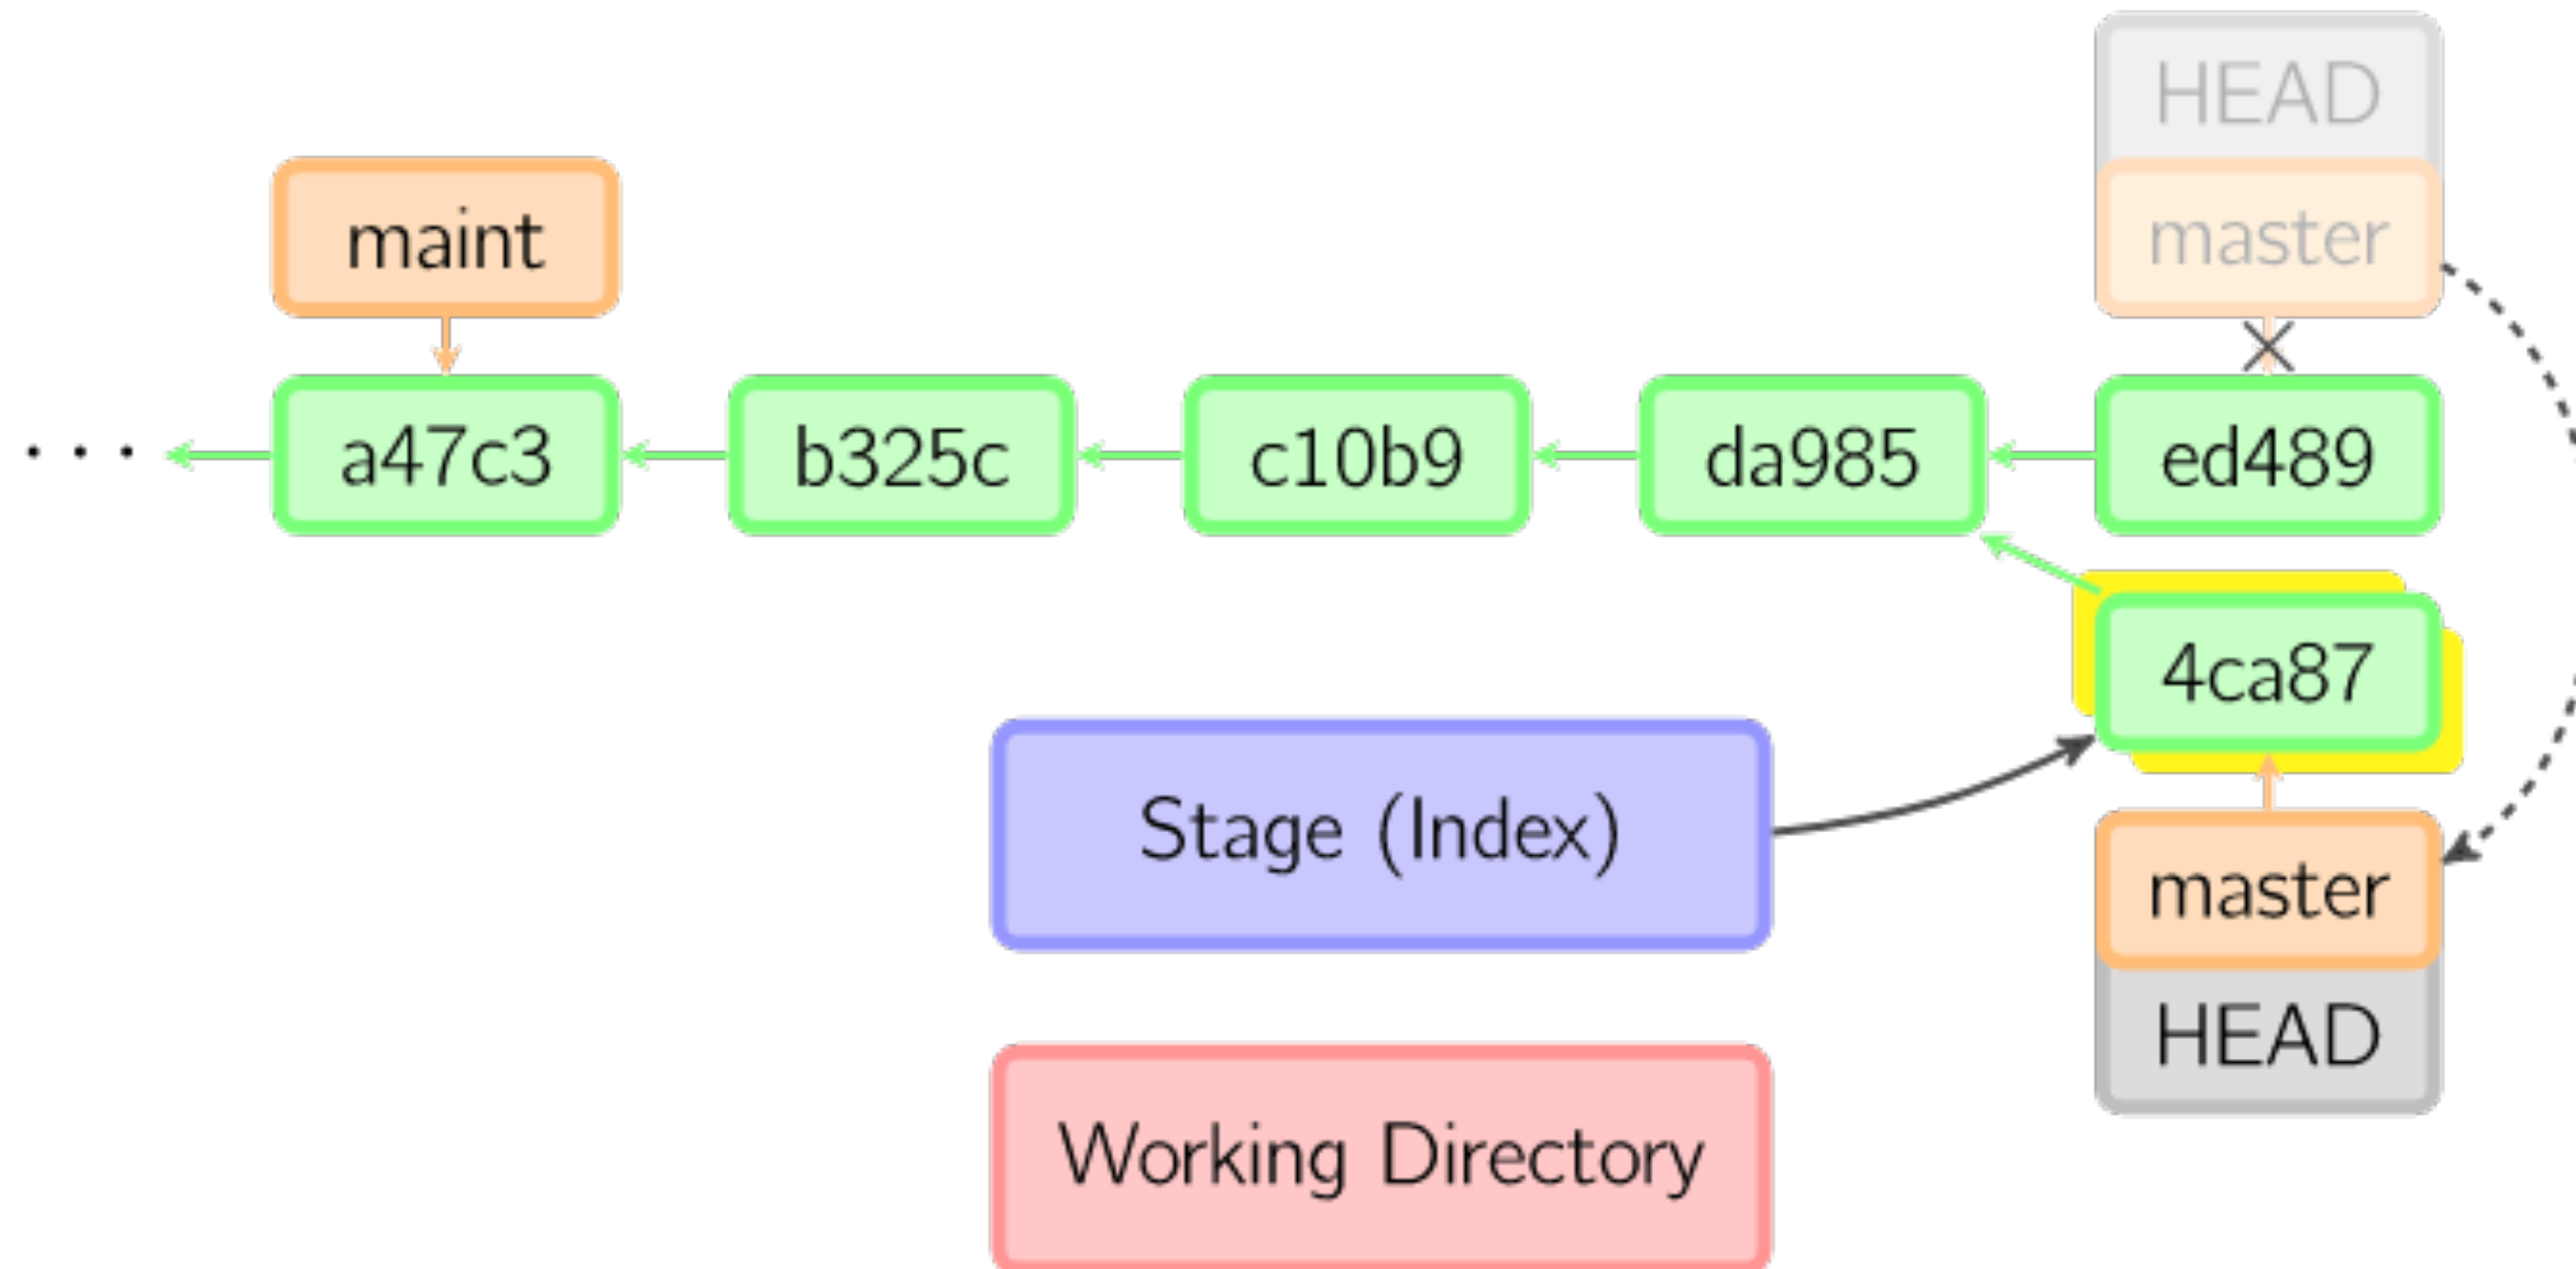 HEAD
maint
master
... a47c3 b325c c10b9 da985 ed489
4ca87
Stage (Index)
master
HEAD
Working Directory